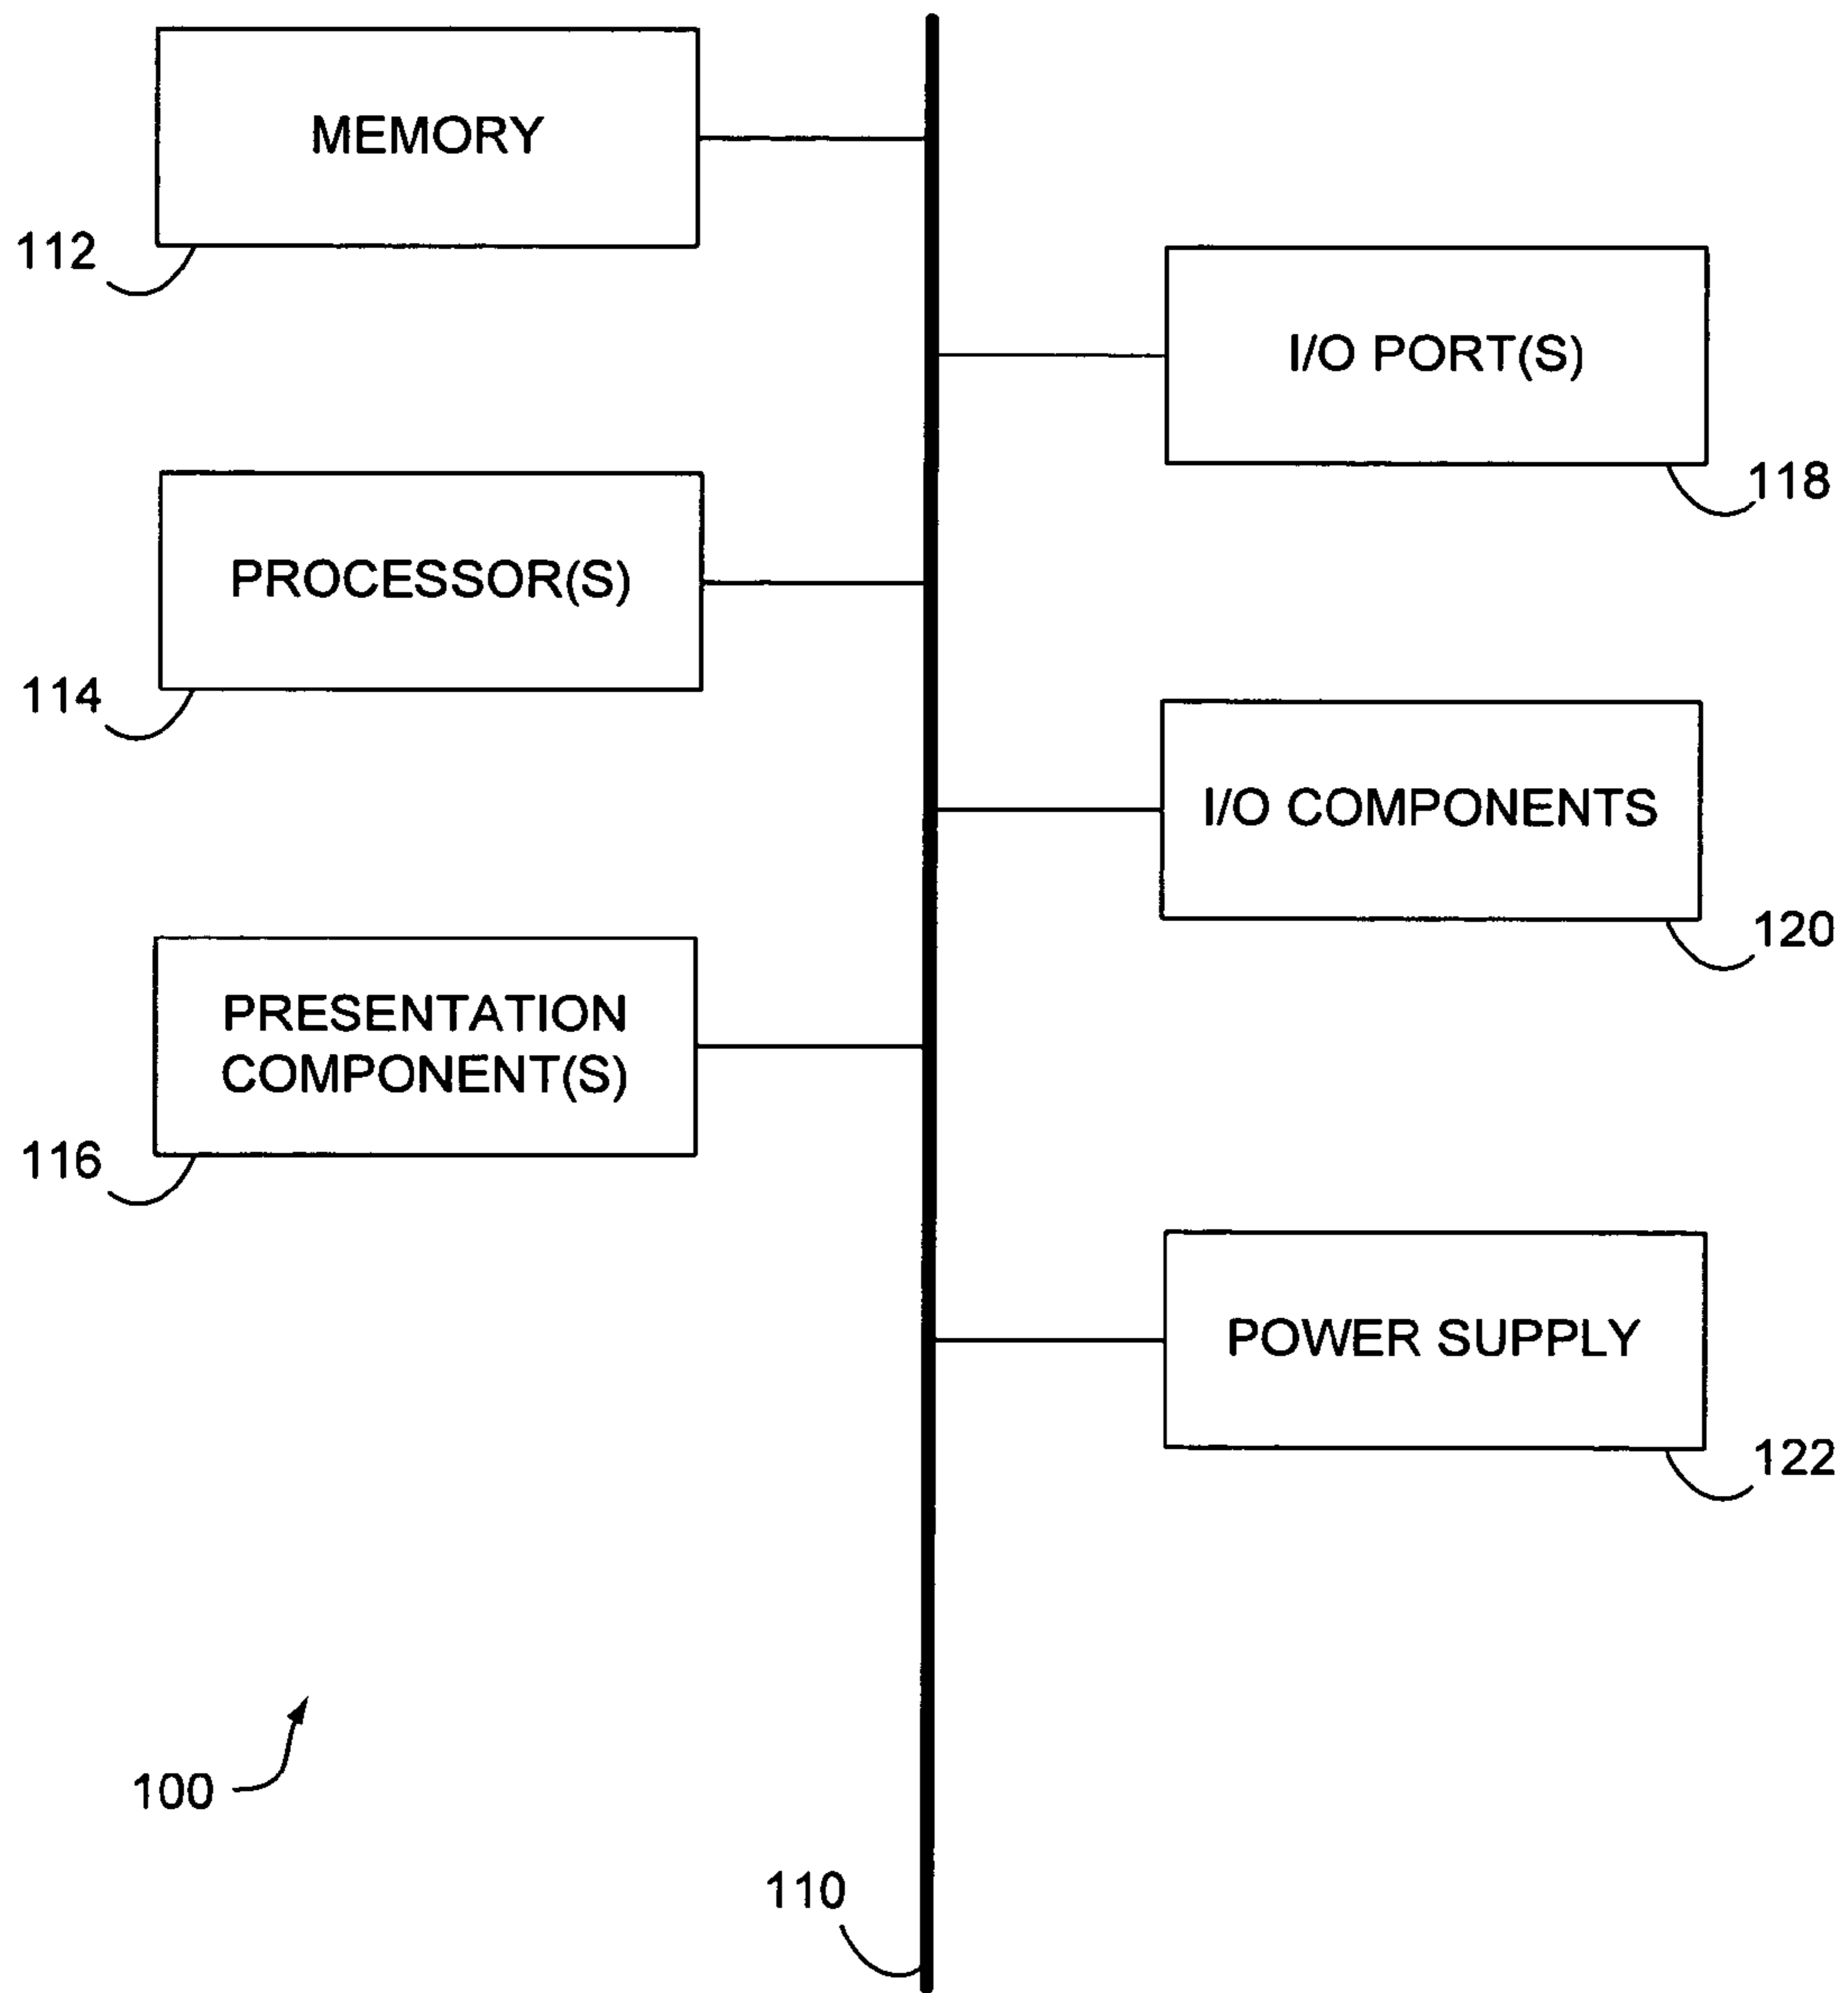 MEMORY
112
I/O PORT(S)
118
PROCESSOR(S)
114
I/O COMPONENTS
120
PRESENTATION
COMPONENT(S)
116
POWER SUPPLY
122
100
110